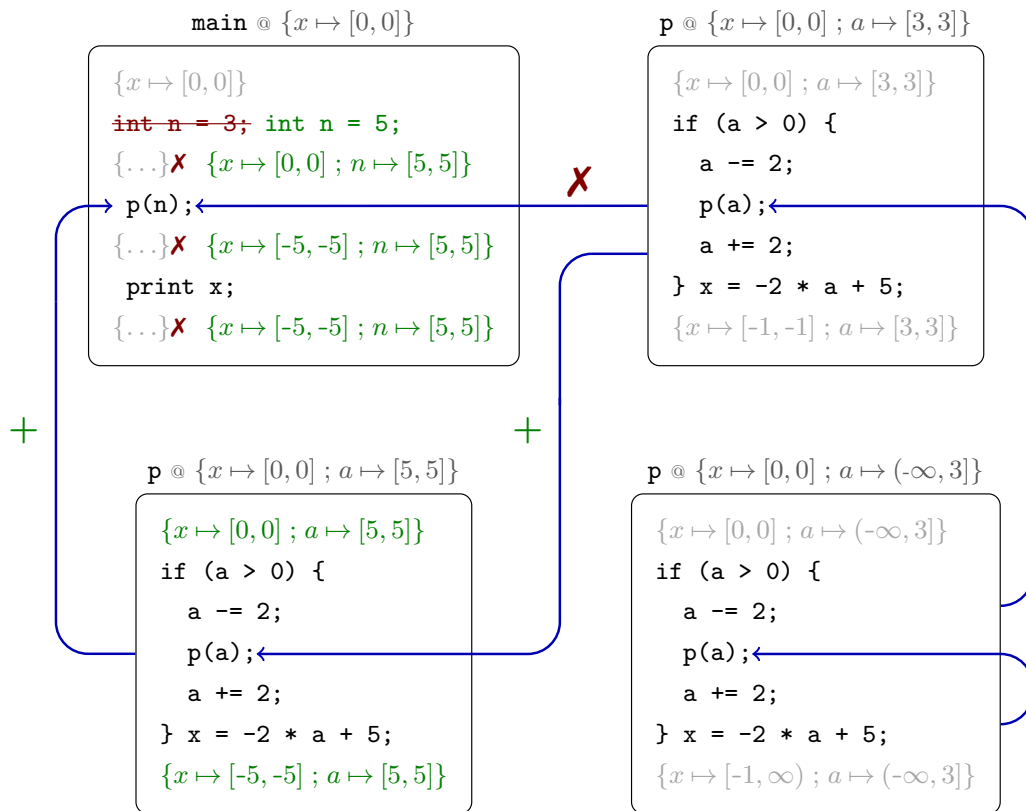 main @ {x ↦ [0, 0]}
{x ↦ [0, 0]}
int n = 3; int n = 5;
{...}✗ {x ↦ [0, 0] ; n ↦ [5, 5]}
p(n);
{...}✗ {x ↦ [-5, -5] ; n ↦ [5, 5]}
print x;
{...}✗ {x ↦ [-5, -5] ; n ↦ [5, 5]}
✗
p @ {x ↦ [0, 0] ; a ↦ [3, 3]}
{x ↦ [0, 0] ; a ↦ [3, 3]}
if (a > 0) {
a -= 2;
p(a);
a += 2;
} x = -2 * a + 5;
{x ↦ [-1, -1] ; a ↦ [3, 3]}
+
+
p @ {x ↦ [0, 0] ; a ↦ [5, 5]}
{x ↦ [0, 0] ; a ↦ [5, 5]}
if (a > 0) {
a -= 2;
p(a);
a += 2;
} x = -2 * a + 5;
{x ↦ [-5, -5] ; a ↦ [5, 5]}
p @ {x ↦ [0, 0] ; a ↦ (-∞, 3]}
{x ↦ [0, 0] ; a ↦ (-∞, 3]}
if (a > 0) {
a -= 2;
p(a);
a += 2;
} x = -2 * a + 5;
{x ↦ [-1, ∞) ; a ↦ (-∞, 3]}